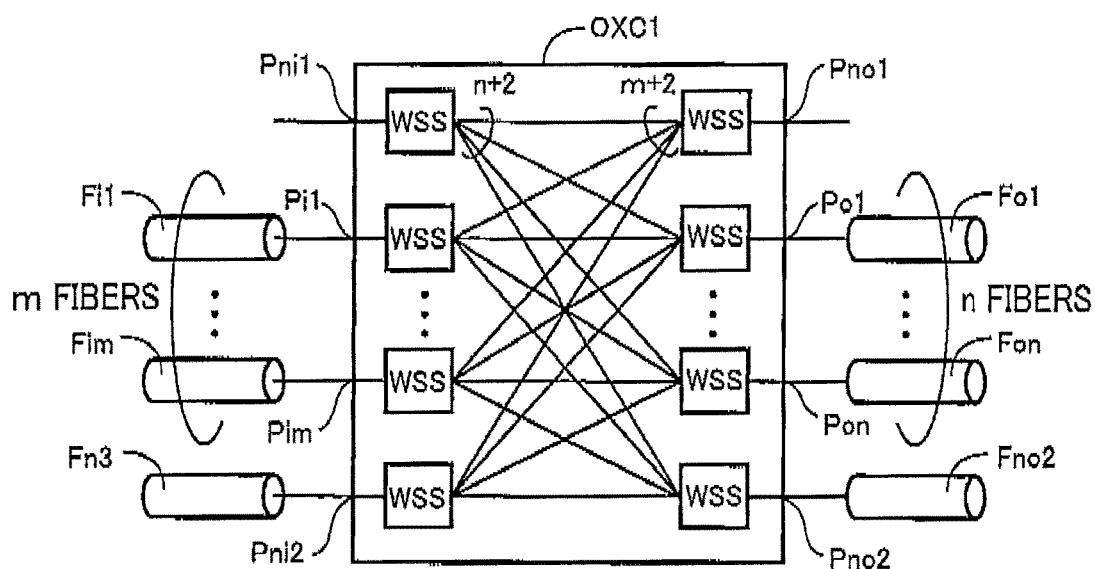 OXC1
Pni1
n+2
m+2
Pno1
WSS
WSS
Fi1
Pi1
WSS
WSS
Po1
Fo1
m FIBERS
n FIBERS
Fim
WSS
WSS
Fon
Pim
Pon
Fn3
WSS
WSS
Fno2
Pni2
Pno2